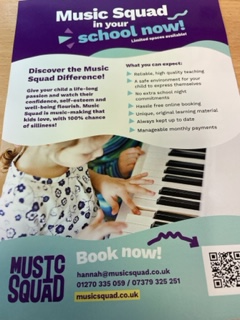 Music Squad
in your
school now!
Limited spaces available!
Discover the Music
Squad Difference!
Give your child a life-long
passion and watch their
confidence, self-esteem and
well-being flourish. Music
Squad is music-making that
kids love, with 100% chance
of silliness!
What you can expect:
Reliable, high quality teaching
A safe environment for your
child to express themselves
No extra school night
commitments
Hassle free online booking
Unique, original learning material
Always kept up to date
Manageable monthly payments
MUSIC
SQUAD
Book now!
hannah@musicsquad.co.uk
01270 335 059 / 07379 326 251
musicsquad.co.uk